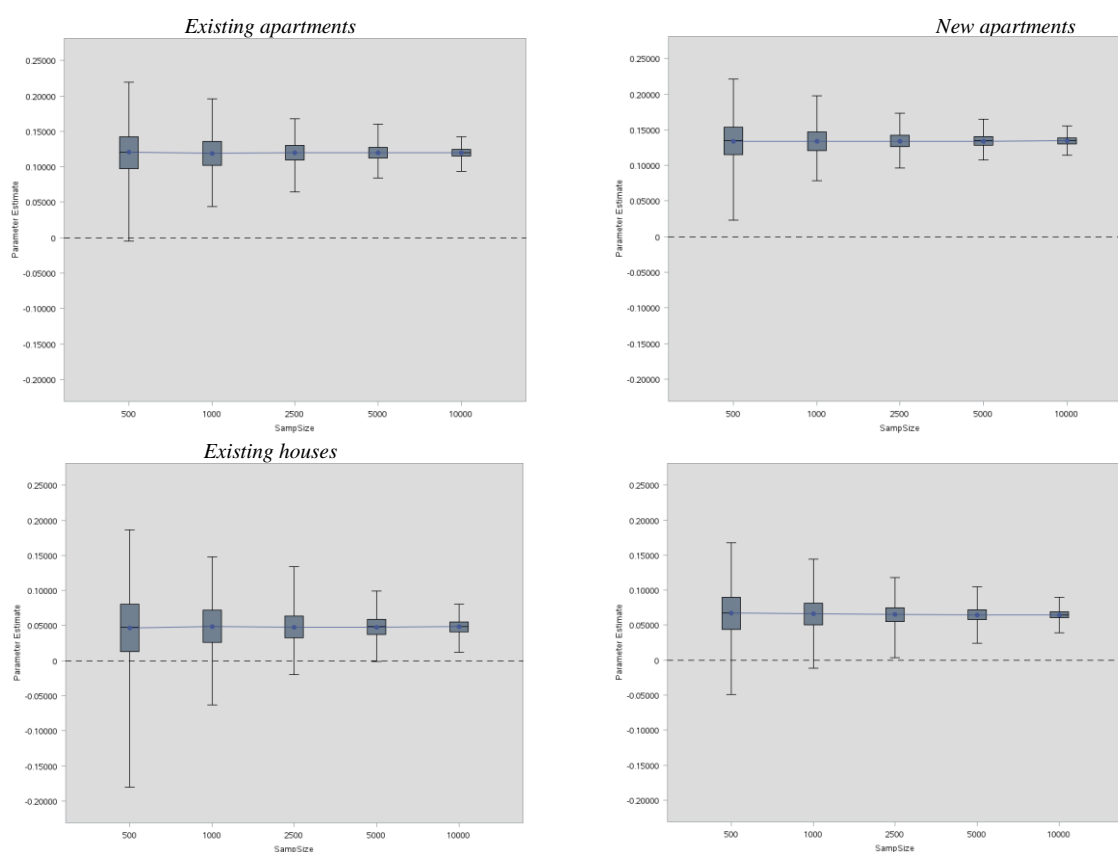 Existing apartments
0.25000
0.20000
0.15000
0.10000
0.05000
0
-0.05000
-0.10000
-0.15000
-0.20000
Parameter Estimate
500 1000 2500 5000 10000
SampSize
New apartments
0.25000
0.20000
0.15000
0.10000
0.05000
0
-0.05000
-0.10000
-0.15000
-0.20000
Parameter Estimate
500 1000 2500 5000 10000
SampSize
Existing houses
0.25000
0.20000
0.15000
0.10000
0.05000
0
-0.05000
-0.10000
-0.15000
-0.20000
Parameter Estimate
500 1000 2500 5000 10000
SampSize
0.25000
0.20000
0.15000
0.10000
0.05000
0
-0.05000
-0.10000
-0.15000
-0.20000
Parameter Estimate
500 1000 2500 5000 10000
SampSize